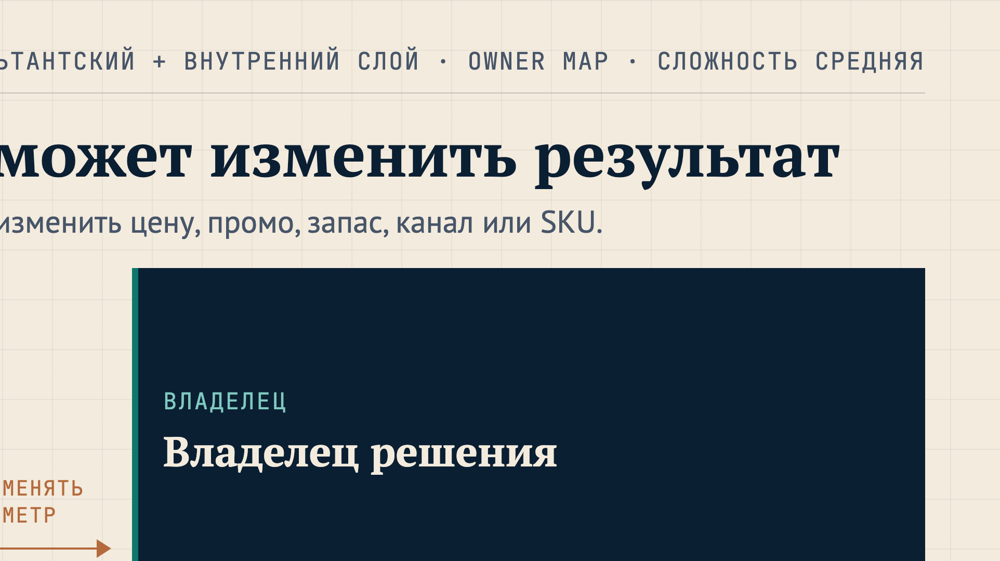 ЬТАНТСКИЙ + ВНУТРЕННИЙ СЛОЙ · OWNER MAP · СЛОЖНОСТЬ СРЕДНЯЯ
может изменить результат
изменить цену, промо, запас, канал или SKU.
ВЛАДЕЛЕЦ
Владелец решения
МЕНЯТЬ
МЕТР